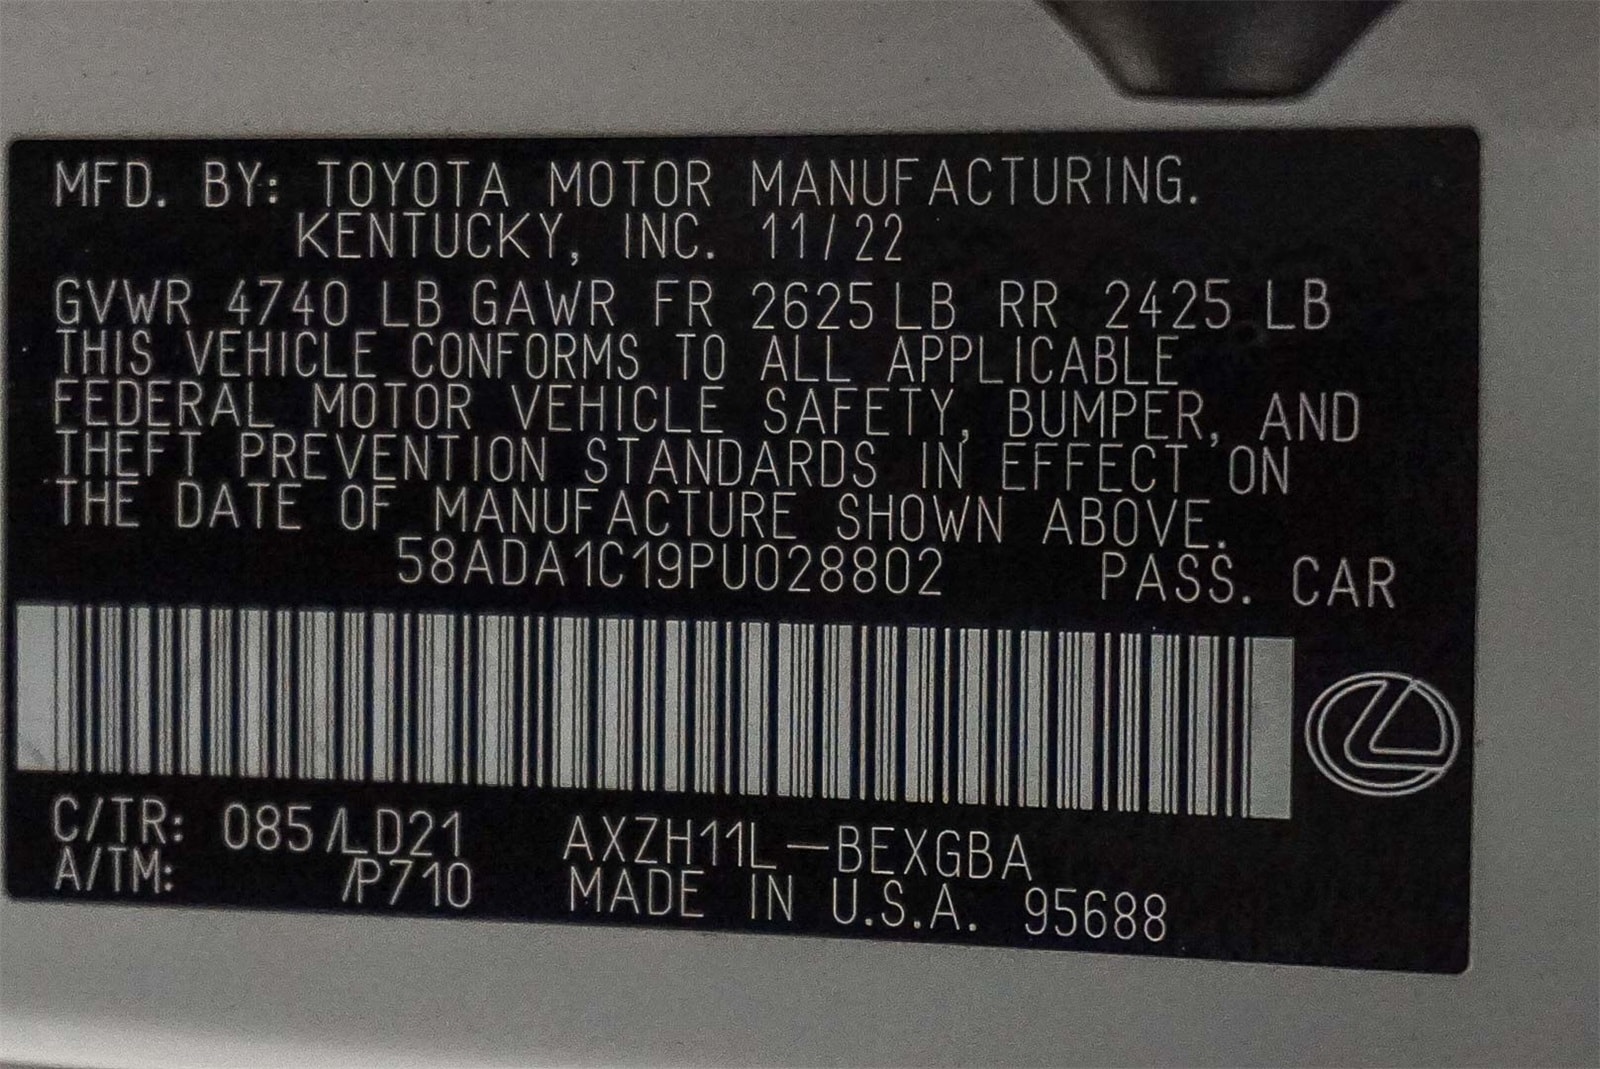 MFD. BY: TOYOTA MOTOR MANUFACTURING.
KENTUCKY, INC. 11/22
GVWR 4740 LB GAWR FR 2625 LB RR 2425 LB
THIS VEHICLE CONFORMS TO ALL APPLICABLE
FEDERAL MOTOR VEHICLE SAFETY, BUMPER, AND
THEFT PREVENTION STANDARDS IN EFFECT ON
THE DATE OF MANUFACTURE SHOWN ABOVE.
58ADA1C19PU028802 PASS. CAR
C/TR: 085/LD21 AXZH11L-BEXGBA
A/TM: /P710 MADE IN U.S.A. 95688